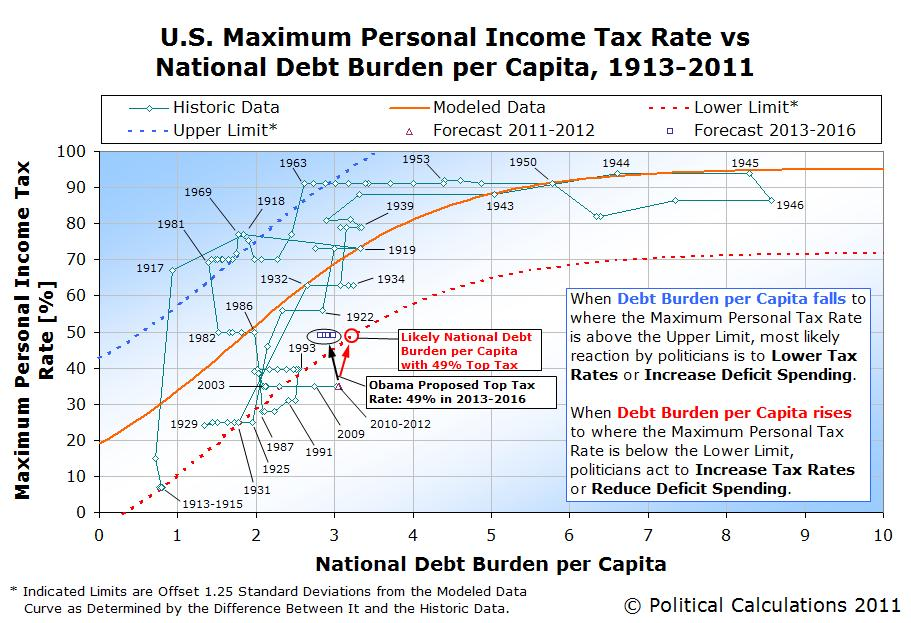 U.S. Maximum Personal Income Tax Rate vs
National Debt Burden per Capita, 1913-2011
Historic Data
Modeled Data
Lower Limit*
Upper Limit*
Forecast 2011-2012
Forecast 2013-2016
Maximum Personal Income Tax
Rate [%]
100
90
80
70
60
50
40
30
20
10
0
1963
1953
1950
1944
1945
1969
1918
1939
1943
1946
1981
1917
1919
1932
1934
1986
1922
1982
1993
2003
1929
1987
1991
2009
2010-2012
1925
1931
1913-1915
Likely National Debt
Burden per Capita
with 49% Top Tax
Obama Proposed Top Tax
Rate: 49% in 2013-2016
When Debt Burden per Capita falls to
where the Maximum Personal Tax Rate
is above the Upper Limit, most likely
reaction by politicians is to Lower Tax
Rates or Increase Deficit Spending.
When Debt Burden per Capita rises
to where the Maximum Personal Tax
Rate is below the Lower Limit,
politicians act to Increase Tax Rates
or Reduce Deficit Spending.
0 1 2 3 4 5 6 7 8 9 10
National Debt Burden per Capita
* Indicated Limits are Offset 1.25 Standard Deviations from the Modeled Data
Curve as Determined by the Difference Between It and the Historic Data.
© Political Calculations 2011